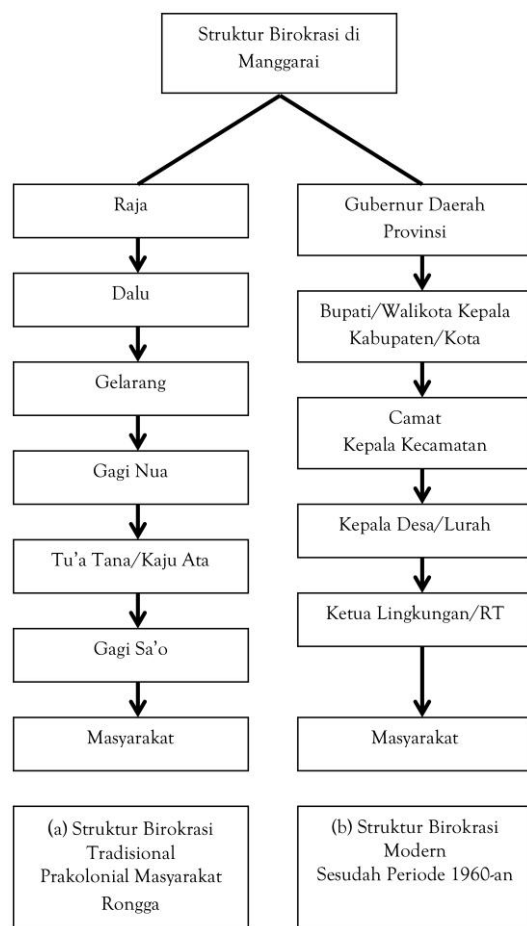 Struktur Birokrasi di
Manggarai
Raja
Dalu
Gelarang
Gagi Nua
Tu’a Tana/Kaju Ata
Gagi Sa’o
Masyarakat
(a) Struktur Birokrasi
Tradisional
Prakolonial Masyarakat
Rongga
Gubernur Daerah
Provinsi
Bupati/Walikota Kepala
Kabupaten/Kota
Camat
Kepala Kecamatan
Kepala Desa/Lurah
Ketua Lingkungan/RT
Masyarakat
(b) Struktur Birokrasi
Modern
Sesudah Periode 1960-an